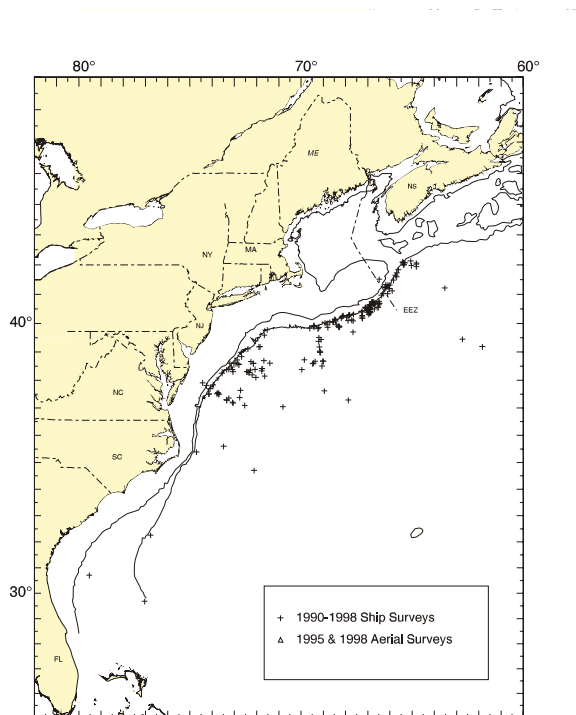 80° 70° 60°
ME
NS
NY MA
EEZ
40° NJ
NC
SC
30°
+ 1990-1998 Ship Surveys
△ 1995 & 1998 Aerial Surveys
FL